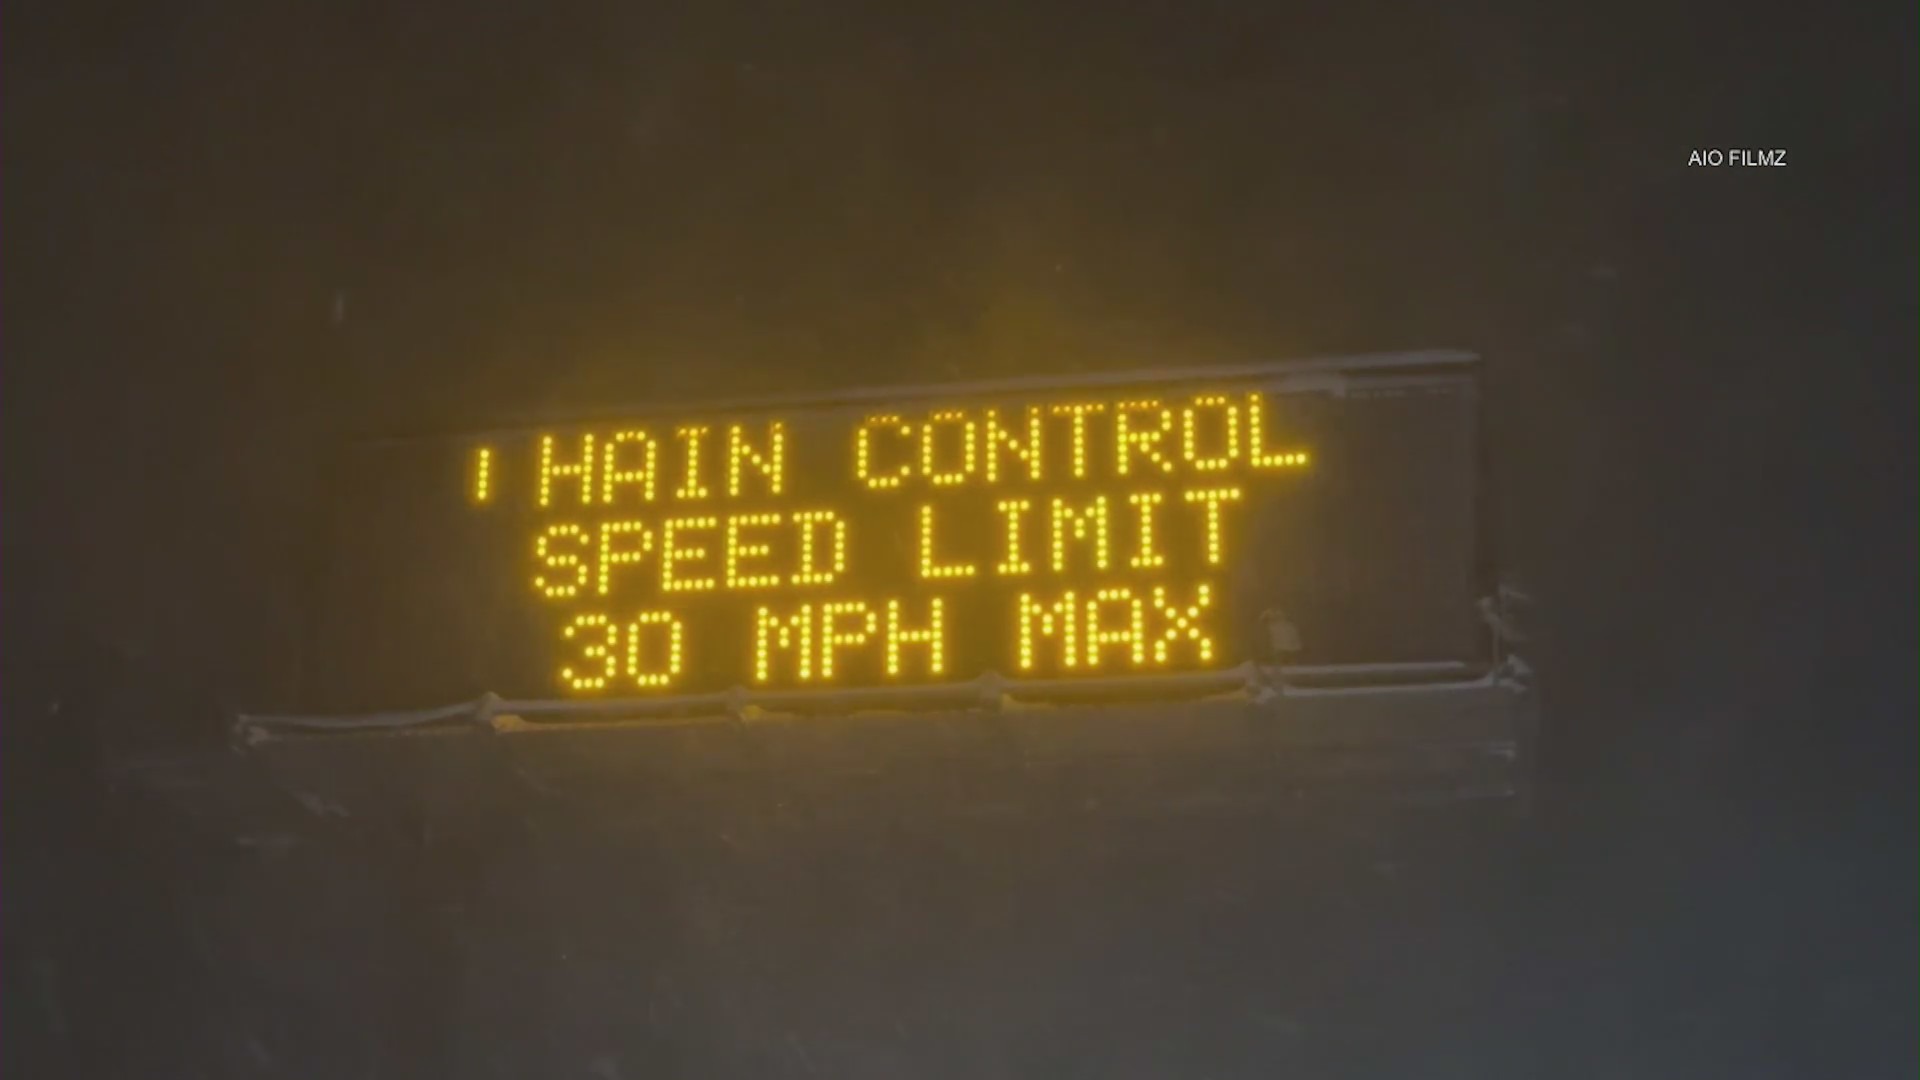 AIO FILMZ
HAIN CONTROL
SPEED LIMIT
30 MPH MAX